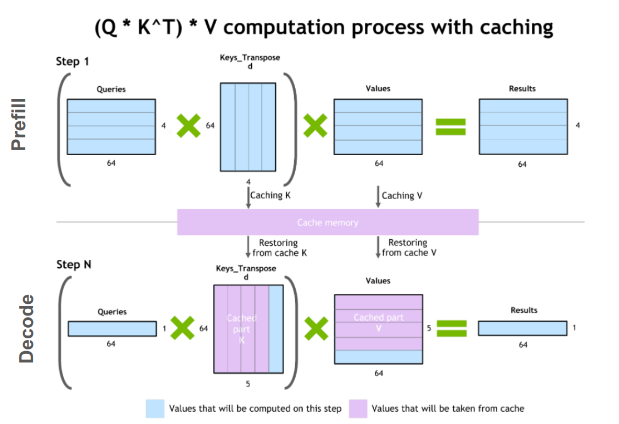 (Q * K^T) * V computation process with caching
Prefill
Step 1
Queries
4
64
Keys_Transpose
d
64
4
Values
64
Results
4
64
Caching K
Caching V
Cache memory
Restoring
from cache K
Restoring
from cache V
Decode
Step N
Queries
1
64
Keys_Transpose
d
64
Cached
part
K
5
Values
Cached part
V
5
64
Results
1
64
Values that will be computed on this step
Values that will be taken from cache